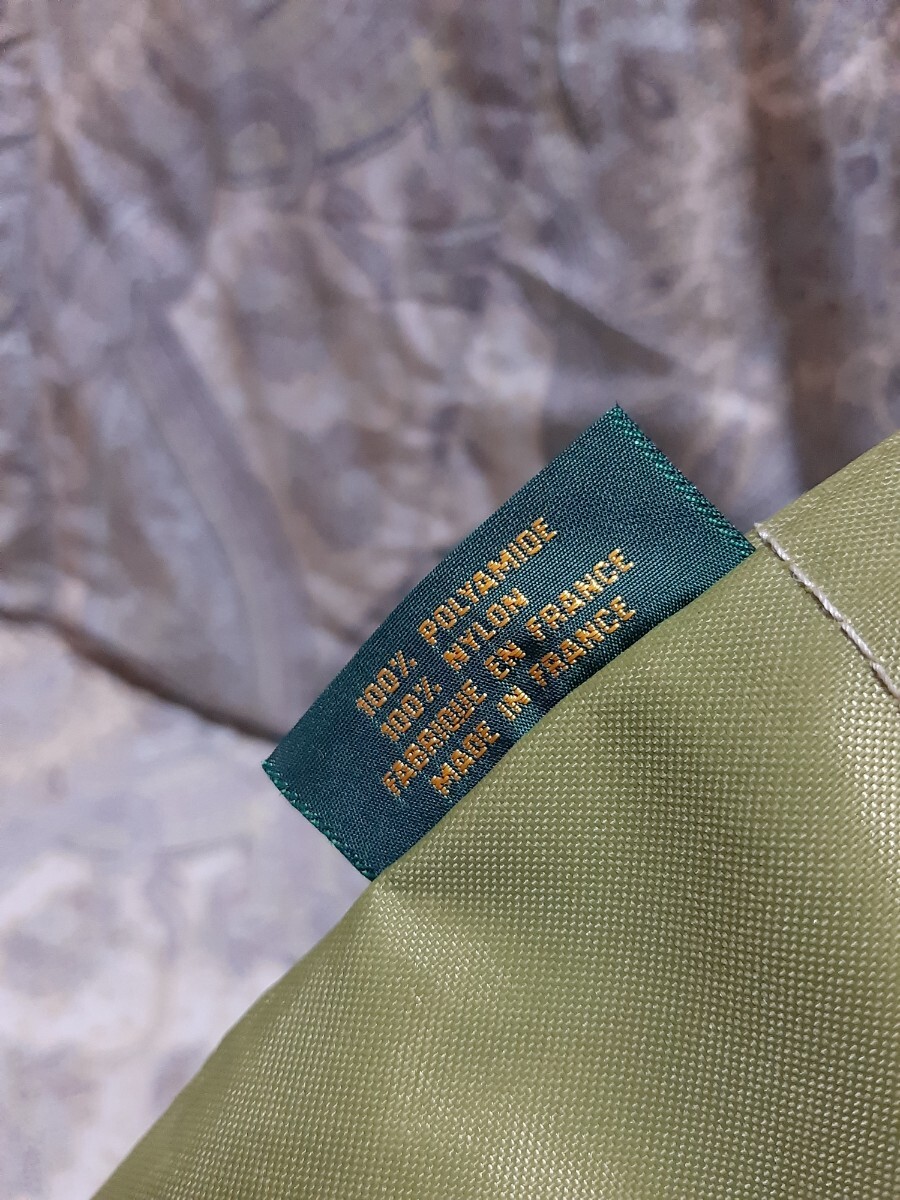 100% POLYAMIDE
100% NYLON
FABRIQUE EN FRANCE
MADE IN FRANCE